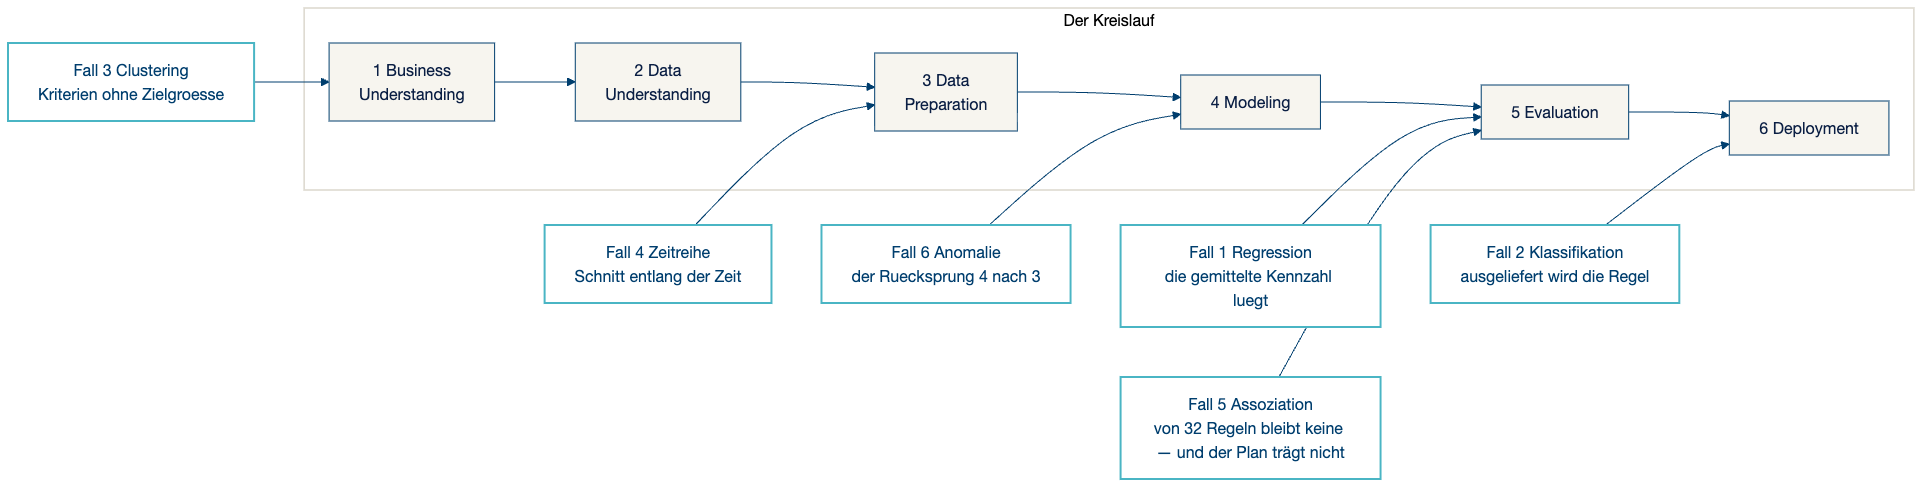 Der Kreislauf
Fall 3 Clustering
Kriterien ohne Zielgroesse
1 Business
Understanding
2 Data
Understanding
3 Data
Preparation
4 Modeling
5 Evaluation
6 Deployment
Fall 4 Zeitreihe
Schnitt entlang der Zeit
Fall 6 Anomalie
der Ruecksprung 4 nach 3
Fall 1 Regression
die gemittelte Kennzahl
luegt
Fall 2 Klassifikation
ausgeliefert wird die Regel
Fall 5 Assoziation
von 32 Regeln bleibt keine
— und der Plan trägt nicht